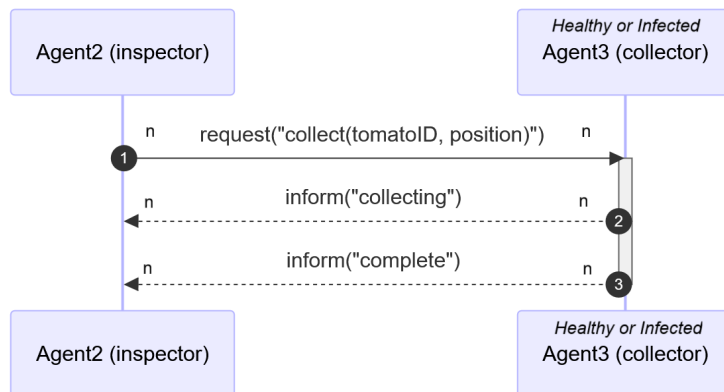 Healthy or Infected
Agent2 (inspector)
Agent3 (collector)
n request("collect(tomatoID, position)") n
1
n inform("collecting") n
2
n inform("complete") n
3
Healthy or Infected
Agent2 (inspector)
Agent3 (collector)